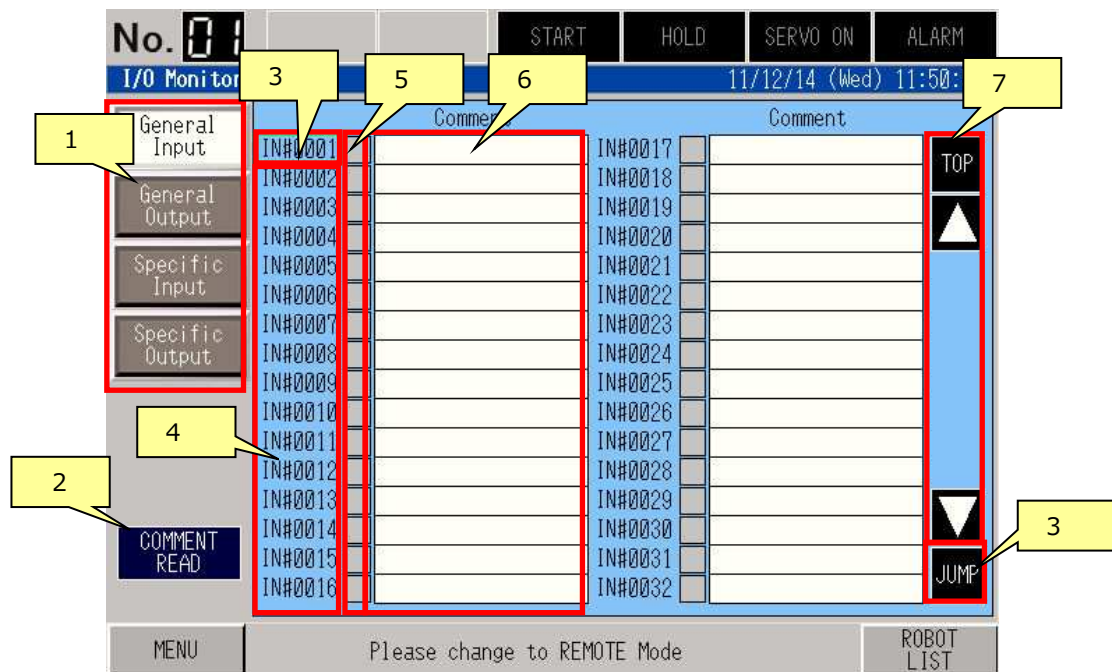 No. 01
START
HOLD
SERVO ON
ALARM
I/O Monitor
11/12/14 (Wed) 11:50:
3
5
6
7
1
General
Input
General
Output
Specific
Input
Specific
Output
4
2
COMMENT
READ
Comment
IN#0001
IN#0002
IN#0003
IN#0004
IN#0005
IN#0006
IN#0007
IN#0008
IN#0009
IN#0010
IN#0011
IN#0012
IN#0013
IN#0014
IN#0015
IN#0016
Comment
IN#0017
IN#0018
IN#0019
IN#0020
IN#0021
IN#0022
IN#0023
IN#0024
IN#0025
IN#0026
IN#0027
IN#0028
IN#0029
IN#0030
IN#0031
IN#0032
TOP
JUMP
3
MENU
Please change to REMOTE Mode
ROBOT
LIST